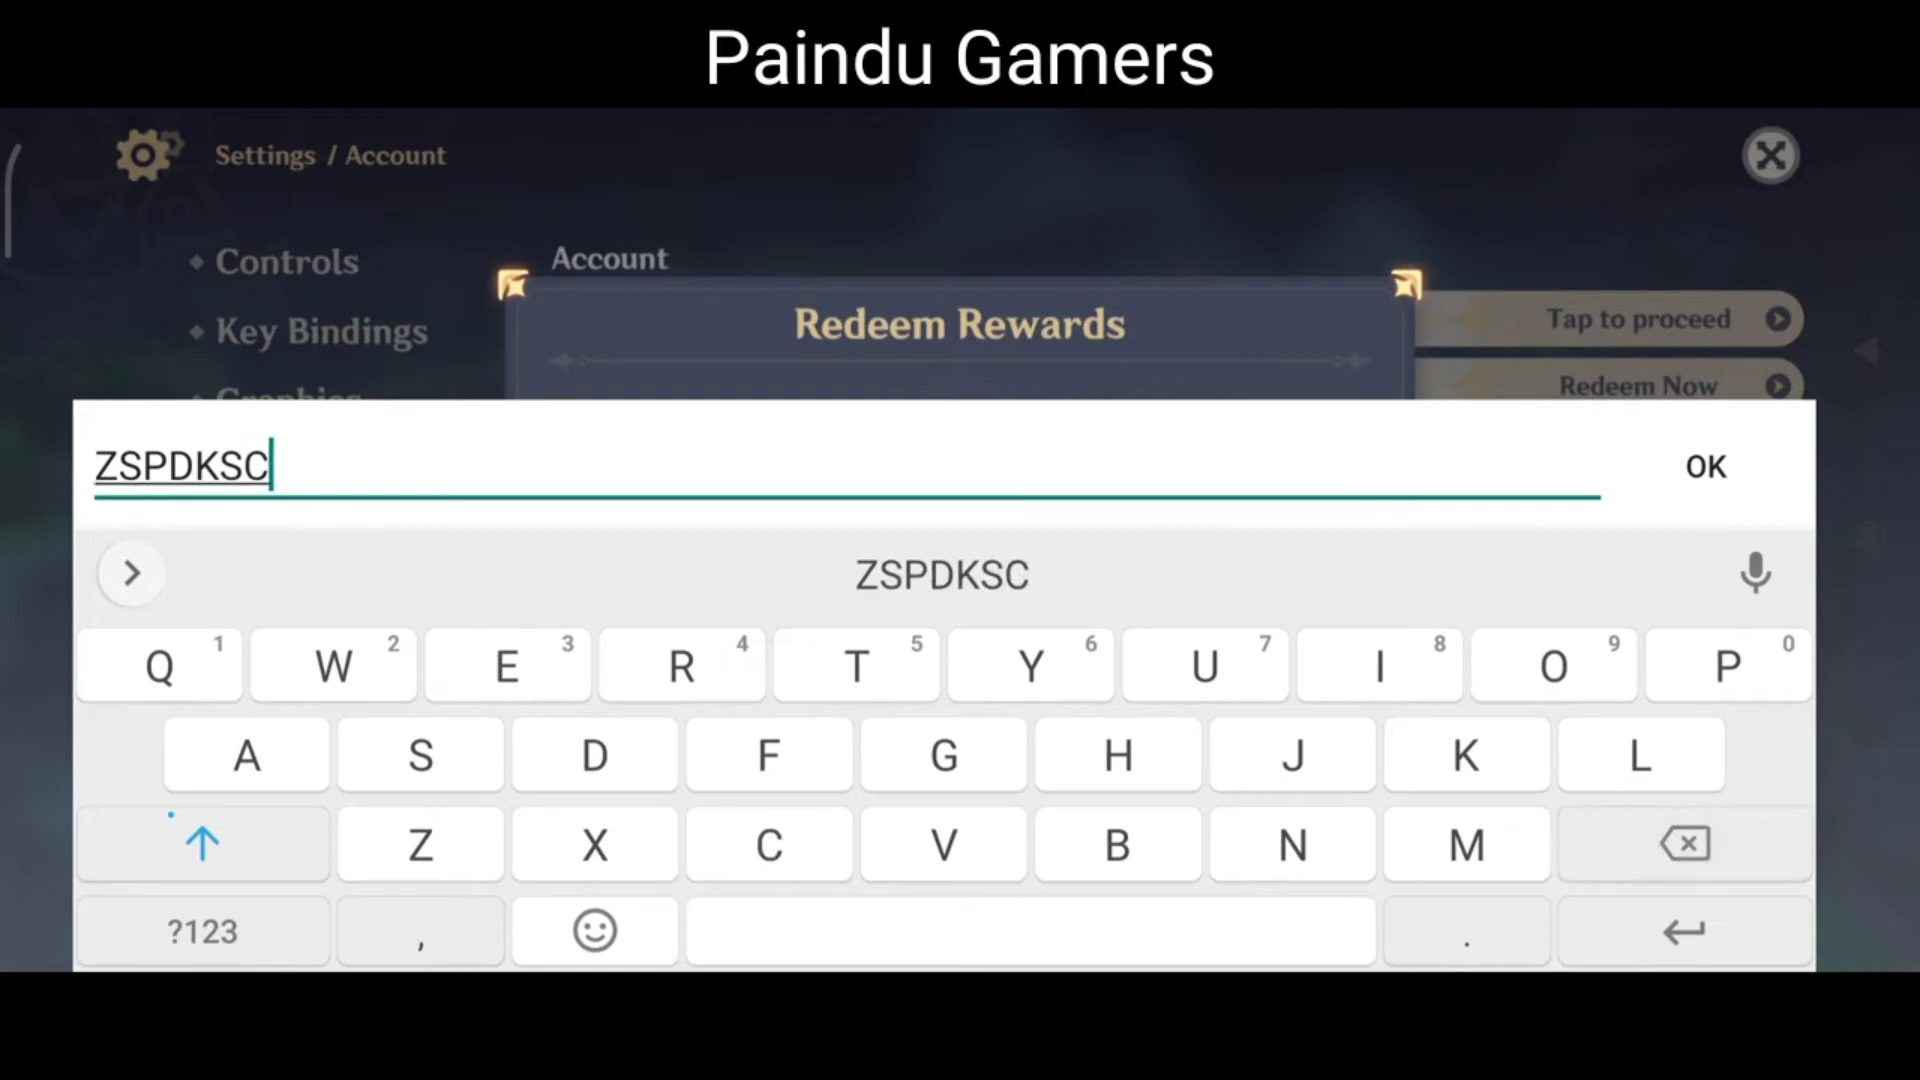 Paindu Gamers
Settings / Account
Controls
Account
Redeem Rewards
Tap to proceed
Key Bindings
Redeem Now
Graphics
ZSPDKSC
OK
ZSPDKSC
Q 1 W 2 E 3 R 4 T 5 Y 6 U 7 I 8 O 9 P 0
A S D F G H J K L
Z X C V B N M
?123 , .